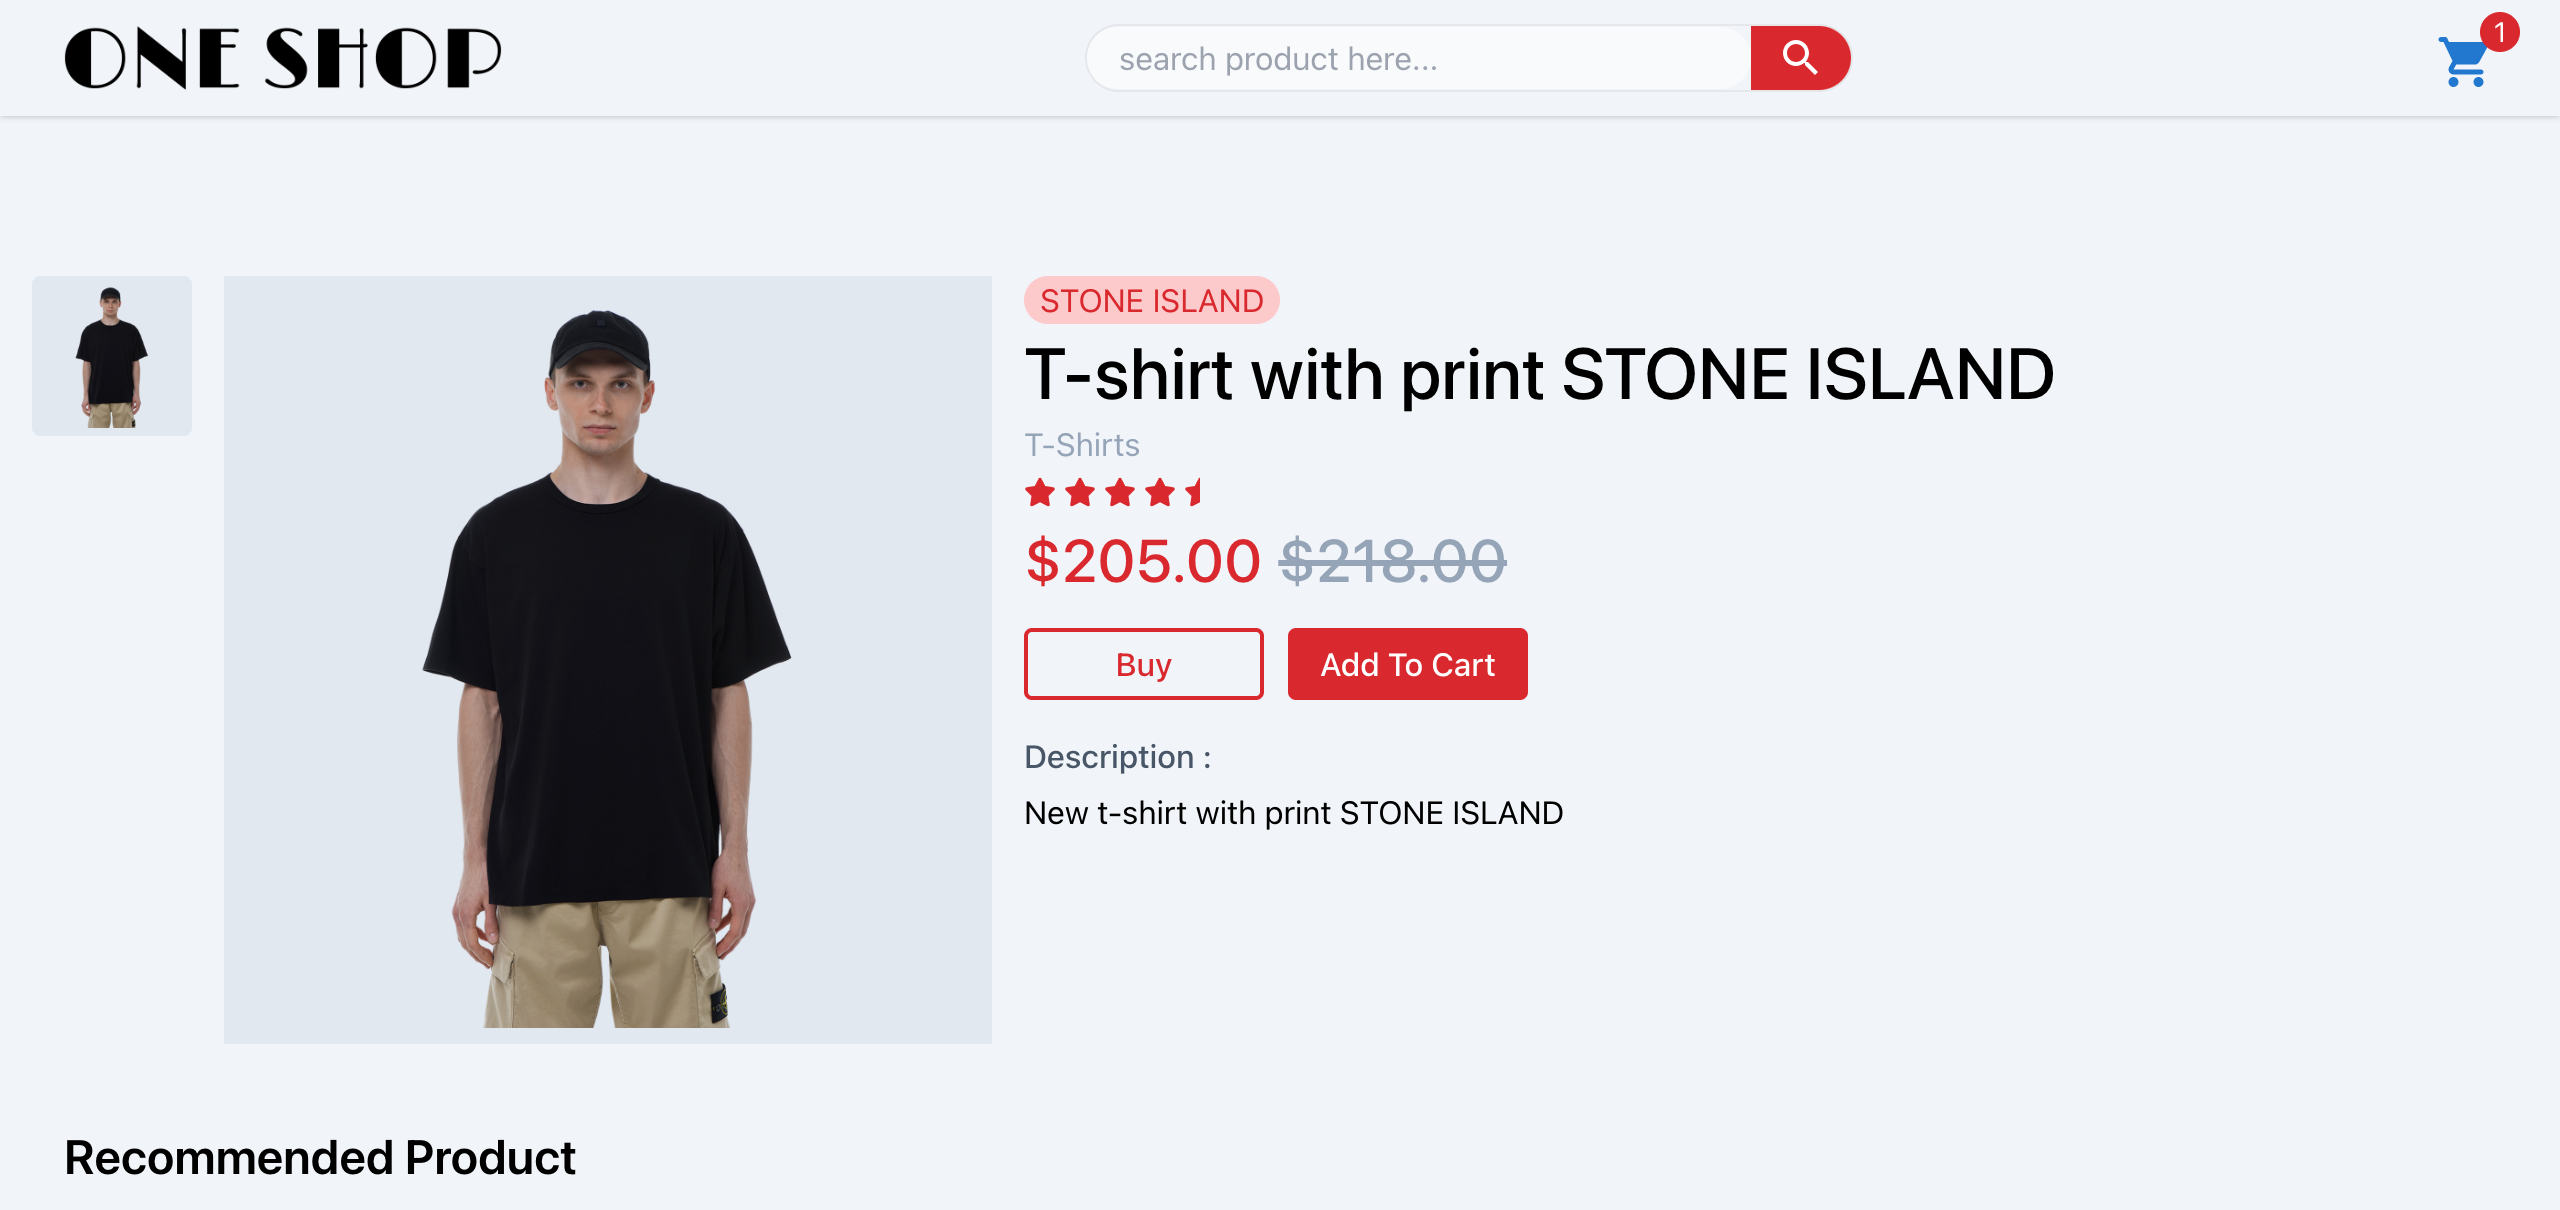 ONE SHOP
search product here...
1
STONE ISLAND
T-shirt with print STONE ISLAND
T-Shirts
$205.00 $218.00
Buy
Add To Cart
Description :
New t-shirt with print STONE ISLAND
Recommended Product